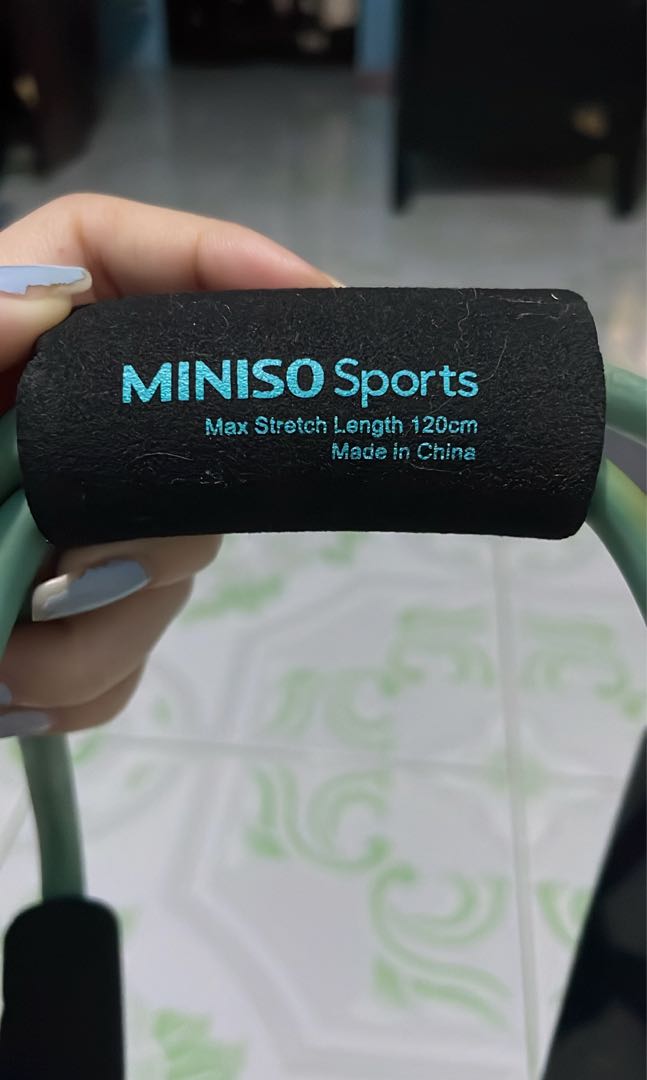 MINISO Sports
Max Stretch Length 120cm
Made in China